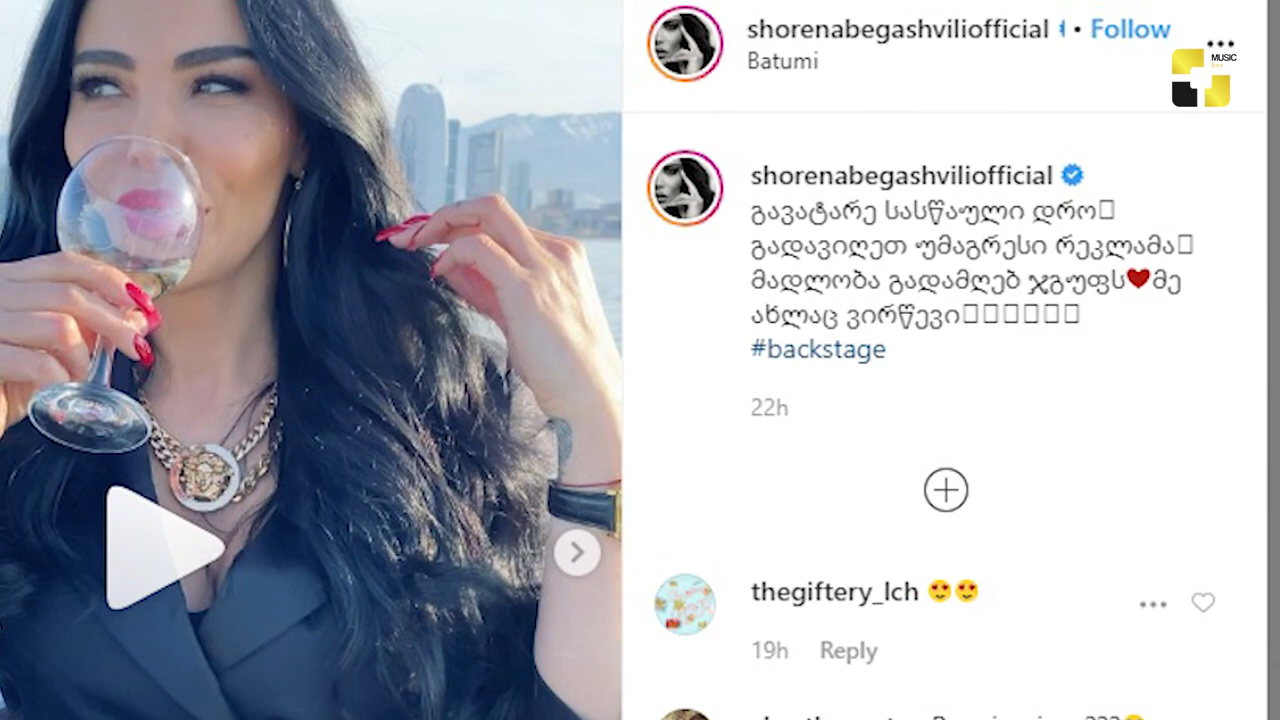 shorenabegashviliofficial • Follow
Batumi
MUSIC
shorenabegashviliofficial
გავატარე სასწაული დრო
გადავიღეთ უმაგრესი რეკლამა
მადლობა გადამღებ ჯგუფს❤️მე
ახლაც ვირწევი
#backstage
22h
thegiftery_lch 😍😍
19h Reply